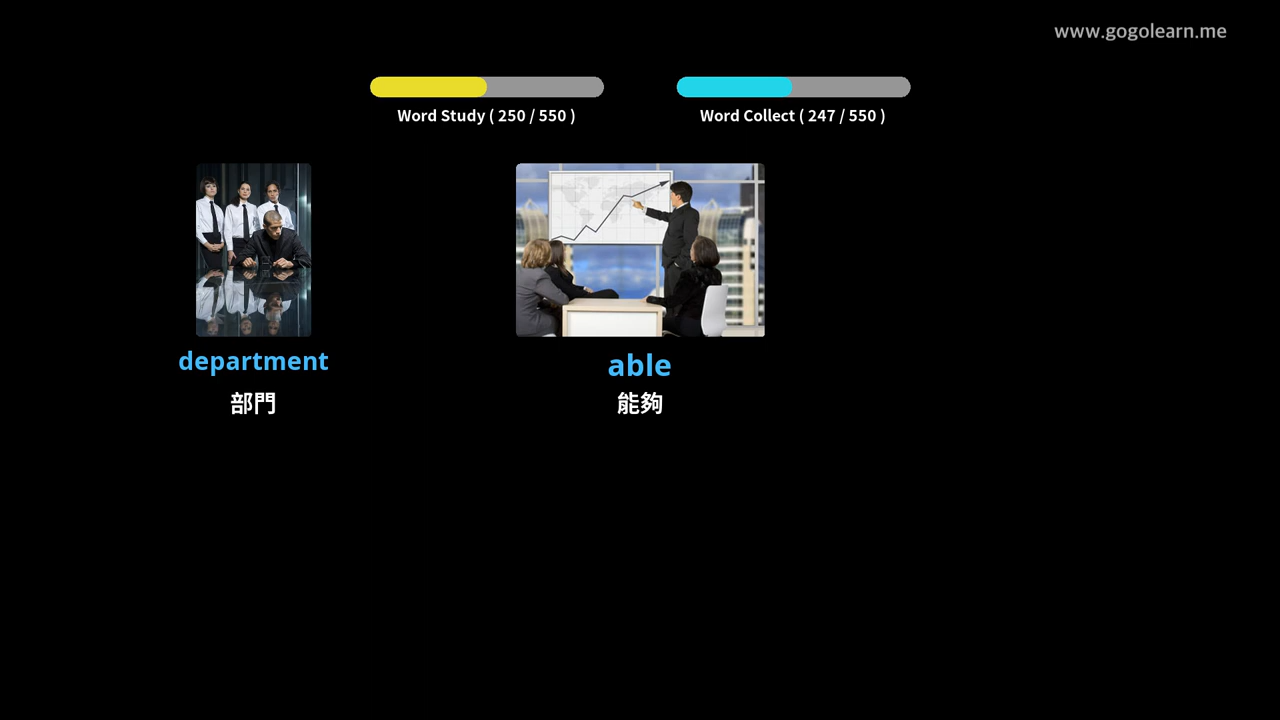 www.gogolearn.me
Word Study ( 250 / 550 )
Word Collect ( 247 / 550 )
department
部門
able
能夠